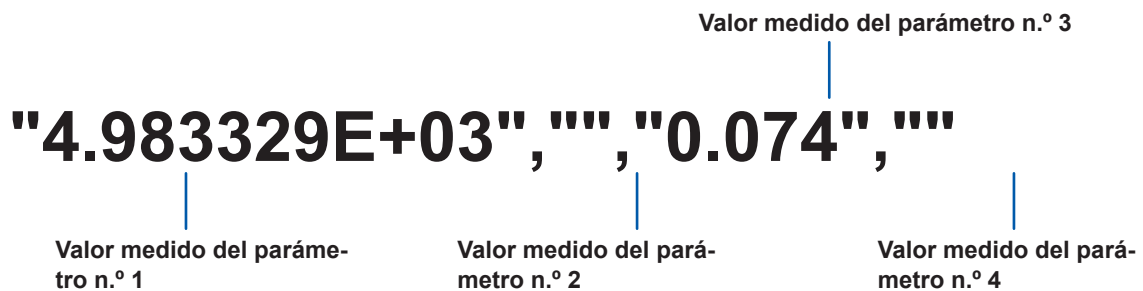 Valor medido del parámetro n.º 3
"4.983329E+03","","0.074",""
Valor medido del paráme-
tro n.º 1
Valor medido del pará-
metro n.º 2
Valor medido del pará-
metro n.º 4